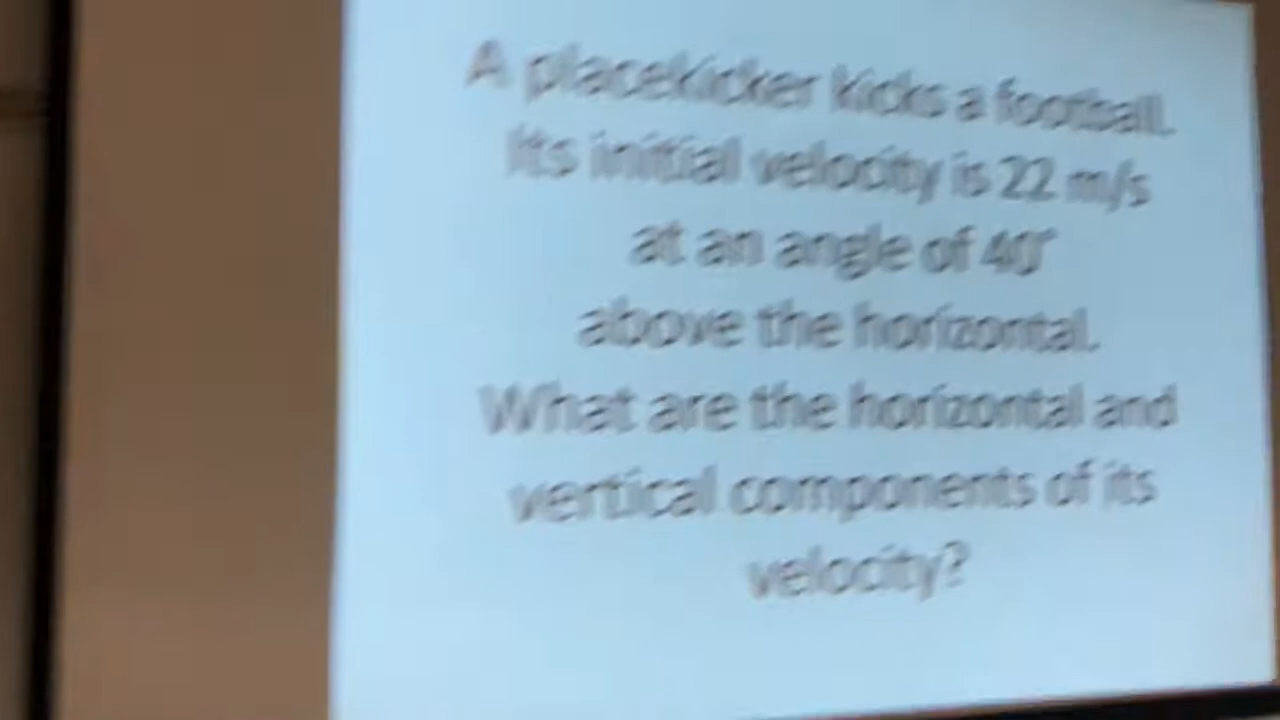 A placekicker kicks a football.
Its initial velocity is 22 m/s
at an angle of 40°
above the horizontal.
What are the horizontal and
vertical components of its
velocity?